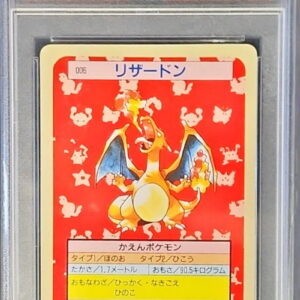 006
リザードン
かえんポケモン
タイプ1/ほのお タイプ2/ひこう
たかさ/1.7メートル おもさ/90.5キログラム
おもなわざ/ひっかく・なきごえ
ひのこ